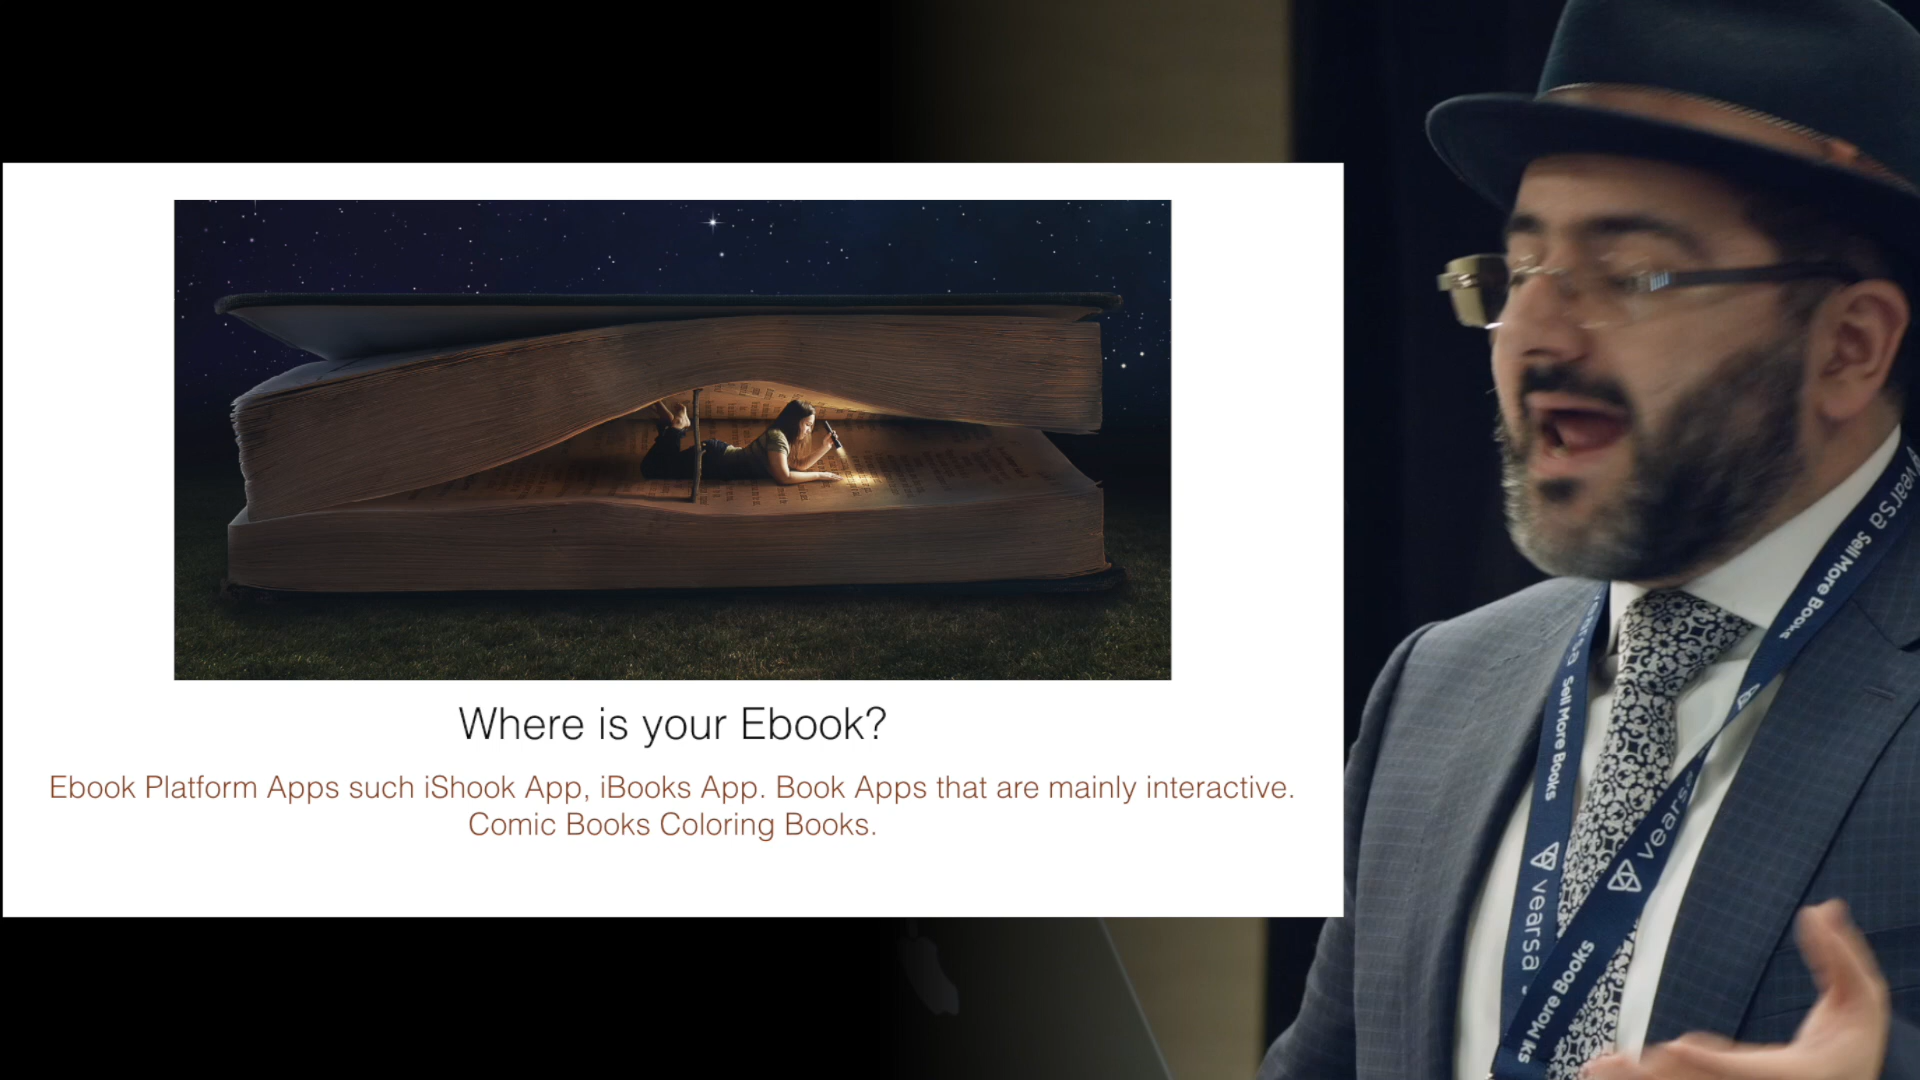 Where is your Ebook?
Ebook Platform Apps such iShook App, iBooks App. Book Apps that are mainly interactive.
Comic Books Coloring Books.
vearsa Sell More Books
Sell More Books
vearsa
vearsa
More Books